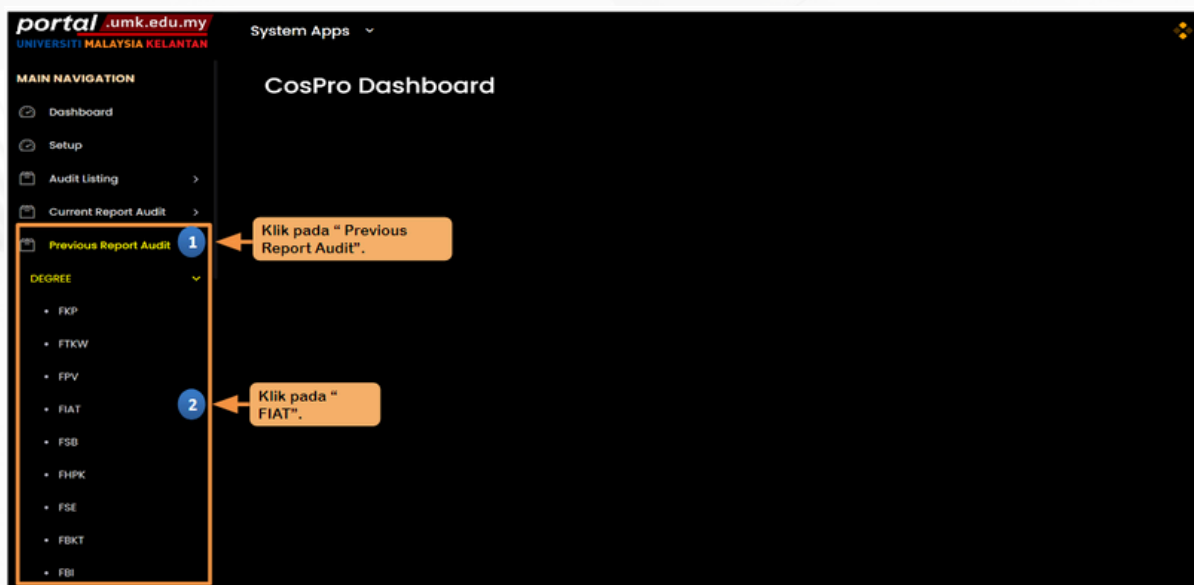 portal .umk.edu.my
UNIVERSITI MALAYSIA KELANTAN
System Apps
MAIN NAVIGATION
CosPro Dashboard
Dashboard
Setup
Audit Listing
Current Report Audit
Previous Report Audit
1
Klik pada “ Previous
Report Audit”.
DEGREE
• FKP
• FTKW
• FPV
• FIAT
2
Klik pada “
FIAT”.
• FSB
• FHPK
• FSE
• FBKT
• FBI